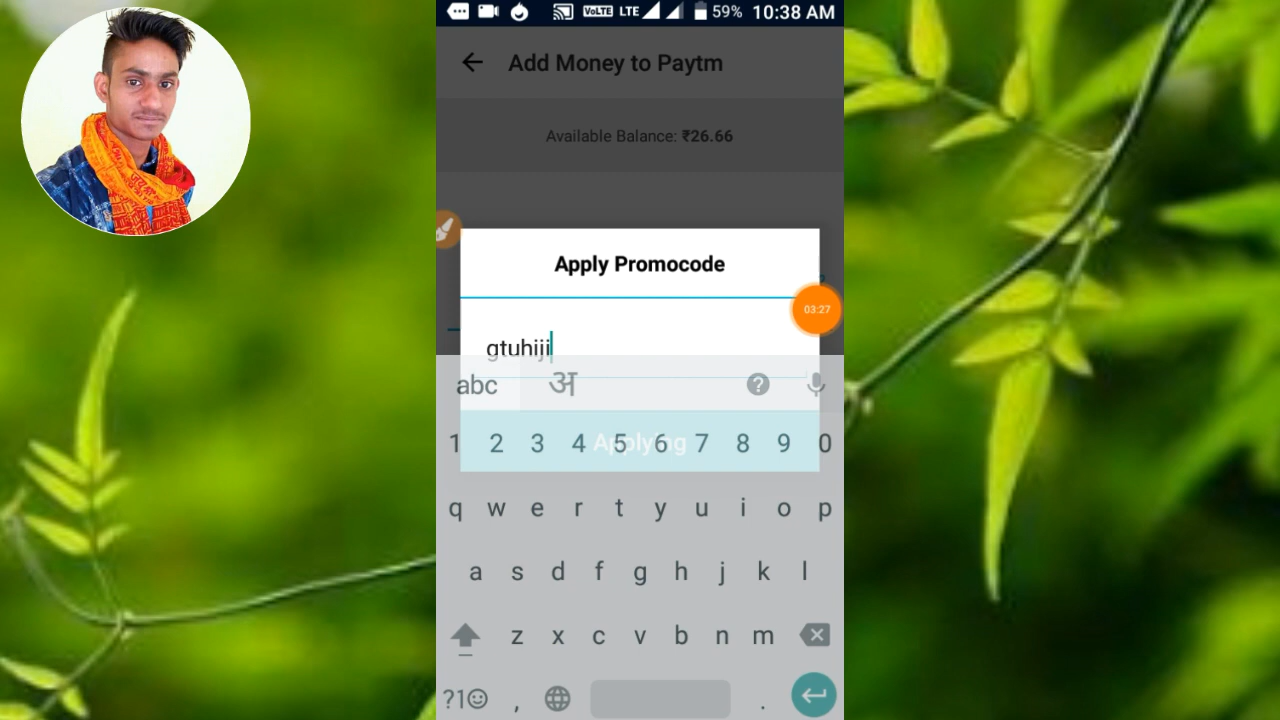 VoLTE LTE 59% 10:38 AM
Add Money to Paytm
Available Balance: ₹26.66
Apply Promocode
03:27
gtuhiji
abc अ
1 2 3 4 5 6 7 8 9 0
Applying
q w e r t y u i o p
a s d f g h j k l
z x c v b n m
?1 , .